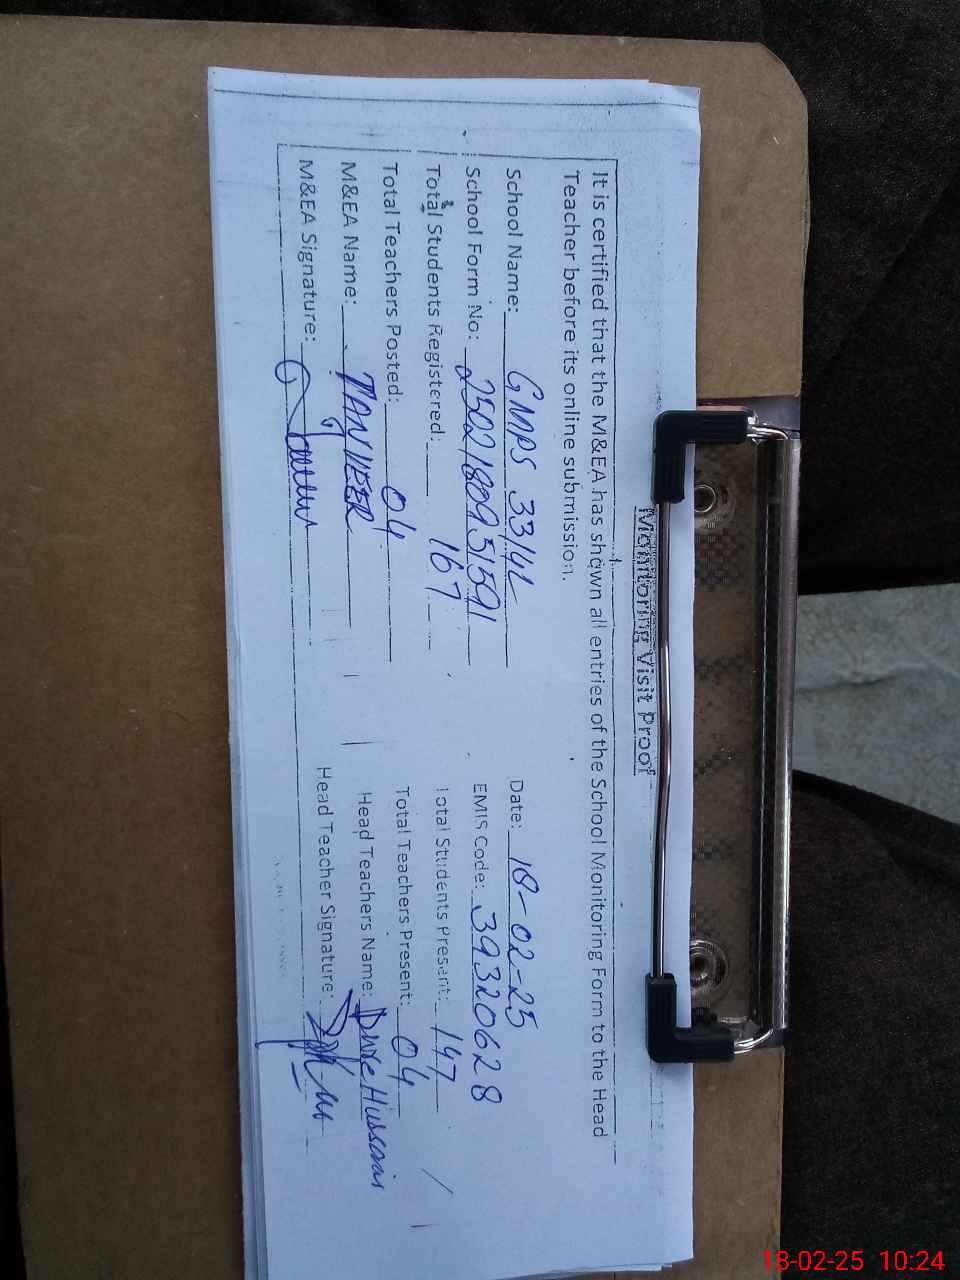 Monitoring Visit Proof
It is certified that the M&EA has shown all entries of the School Monitoring Form to the Head
Teacher before its online submission.
School Name: GMPS 33/4L Date: 18-02-25
School Form No: 2502180951591 EMIS Code: 39320628
Total Students Registered: 167 Total Students Present: 147
Total Teachers Posted: 04 Total Teachers Present: 04
M&EA Name: TANVEER Head Teachers Name: Hussain
M&EA Signature: Head Teacher Signature:
18-02-25 10:24